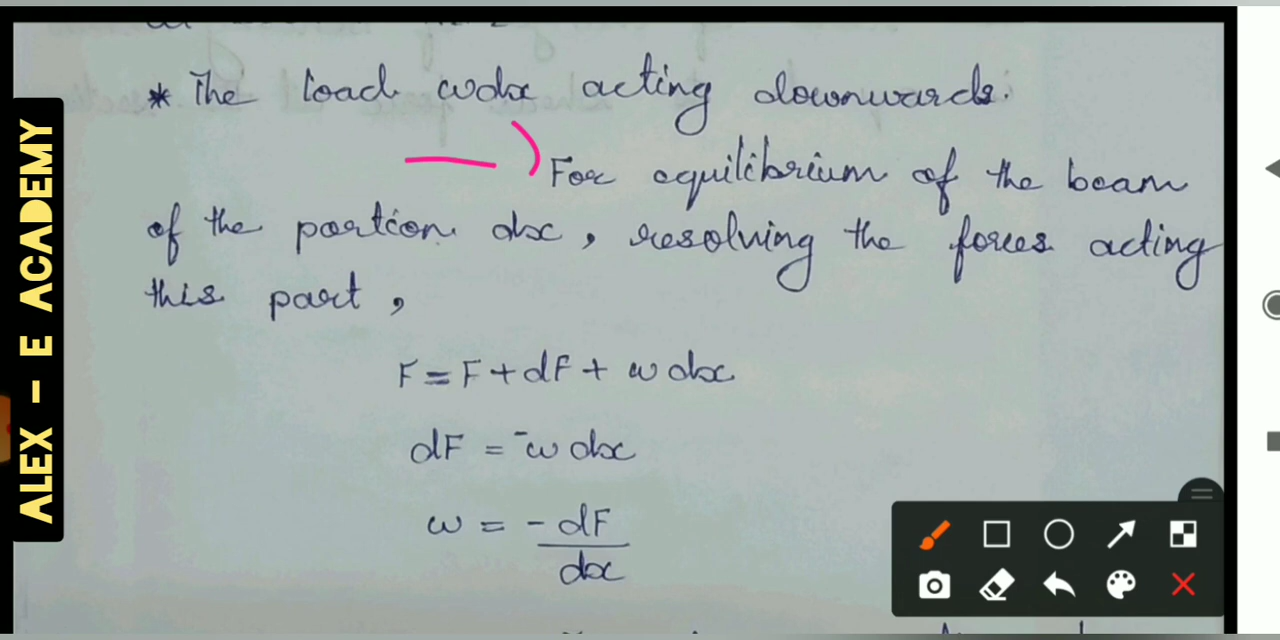 * The load wdx acting downwards.
For equilibrium of the beam
of the portion dx, resolving the forces acting
this part,
F = F + dF + w dx
dF = -w dx
w = - dF
dx
ALEX – E ACADEMY